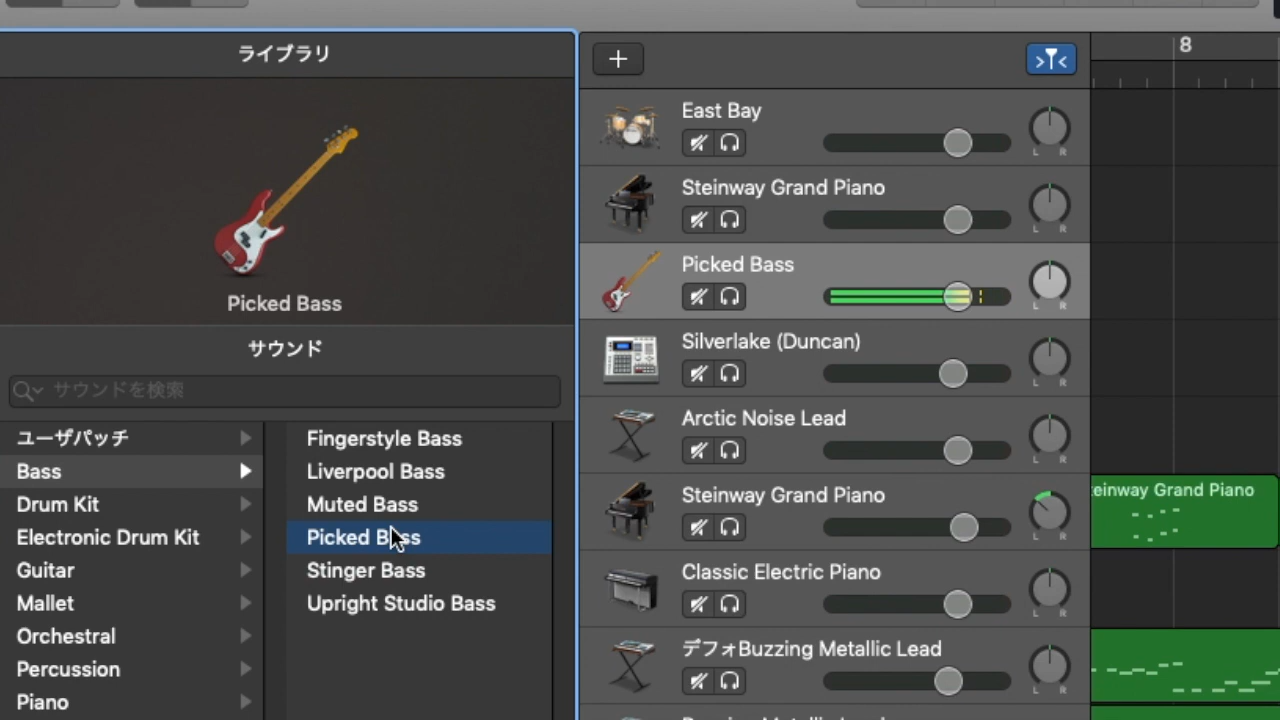 ライブラリ
Picked Bass
サウンド
サウンドを検索
ユーザパッチ
Bass
Drum Kit
Electronic Drum Kit
Guitar
Mallet
Orchestral
Percussion
Piano
Fingerstyle Bass
Liverpool Bass
Muted Bass
Picked Bass
Stinger Bass
Upright Studio Bass
East Bay
L R
Steinway Grand Piano
L R
Picked Bass
L R
Silverlake (Duncan)
L R
Arctic Noise Lead
L R
Steinway Grand Piano
L R
Classic Electric Piano
L R
デフォBuzzing Metallic Lead
L R
8
teinway Grand Piano